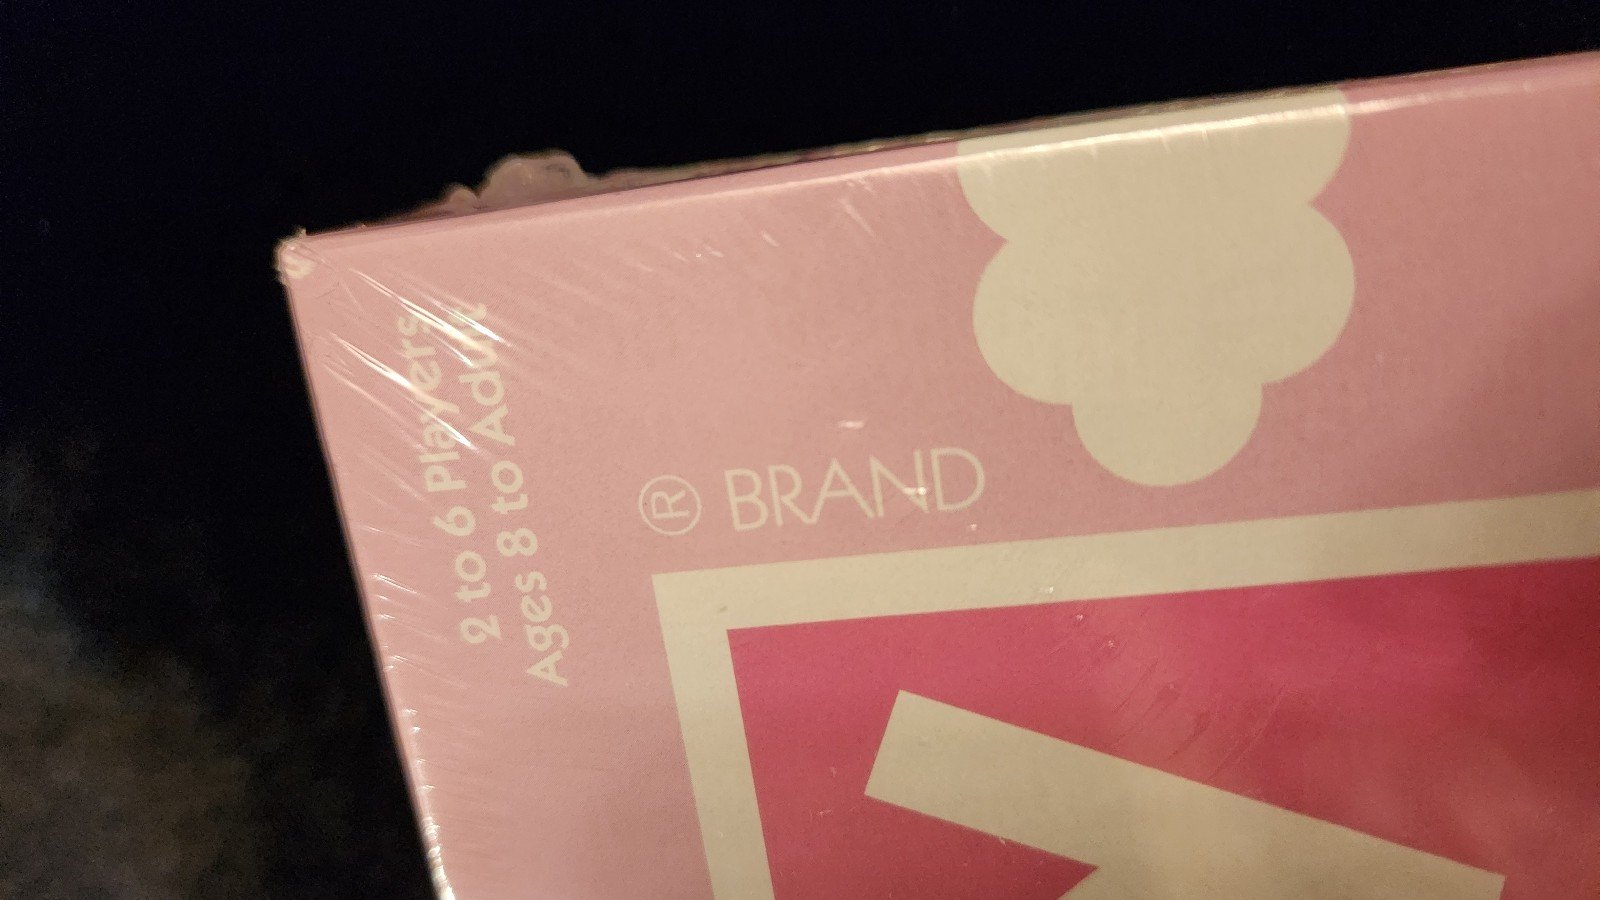 2 to 6 Players
Ages 8 to Adult
® BRAND